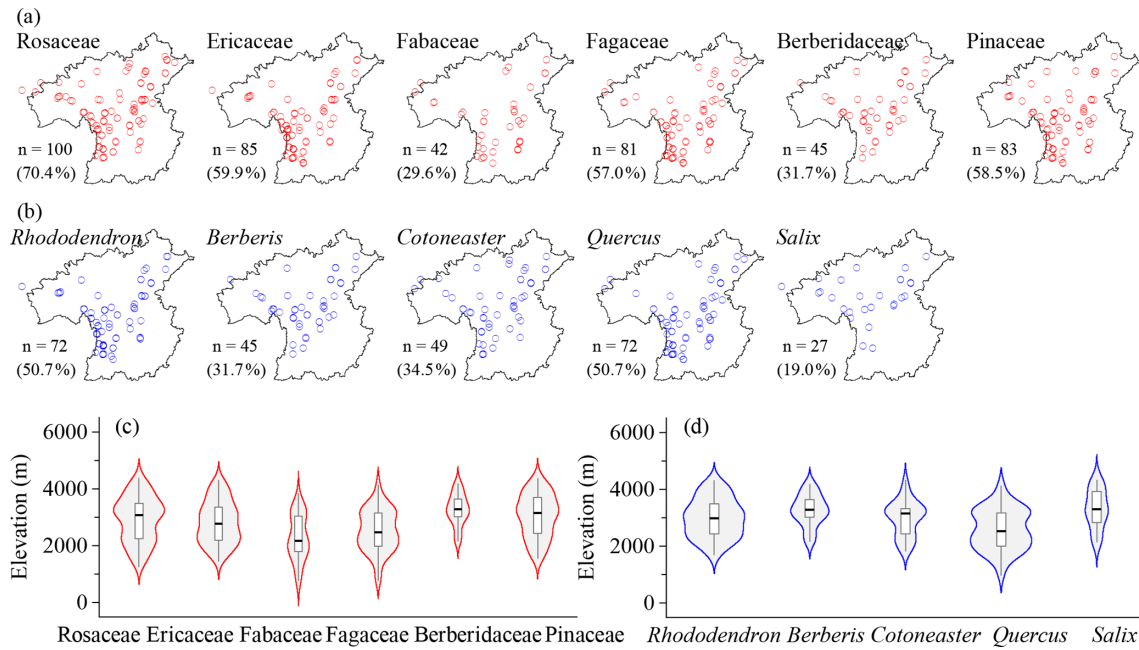 (a)
Rosaceae Ericaceae Fabaceae Fagaceae Berberidaceae Pinaceae
n = 100 n = 85 n = 42 n = 81 n = 45 n = 83
(70.4%) (59.9%) (29.6%) (57.0%) (31.7%) (58.5%)
(b)
Rhododendron Berberis Cotoneaster Quercus Salix
n = 72 n = 45 n = 49 n = 72 n = 27
(50.7%) (31.7%) (34.5%) (50.7%) (19.0%)
(c)
Elevation (m)
6000
4000
2000
0
Rosaceae Ericaceae Fabaceae Fagaceae Berberidaceae Pinaceae
(d)
Elevation (m)
6000
4000
2000
0
Rhododendron Berberis Cotoneaster Quercus Salix